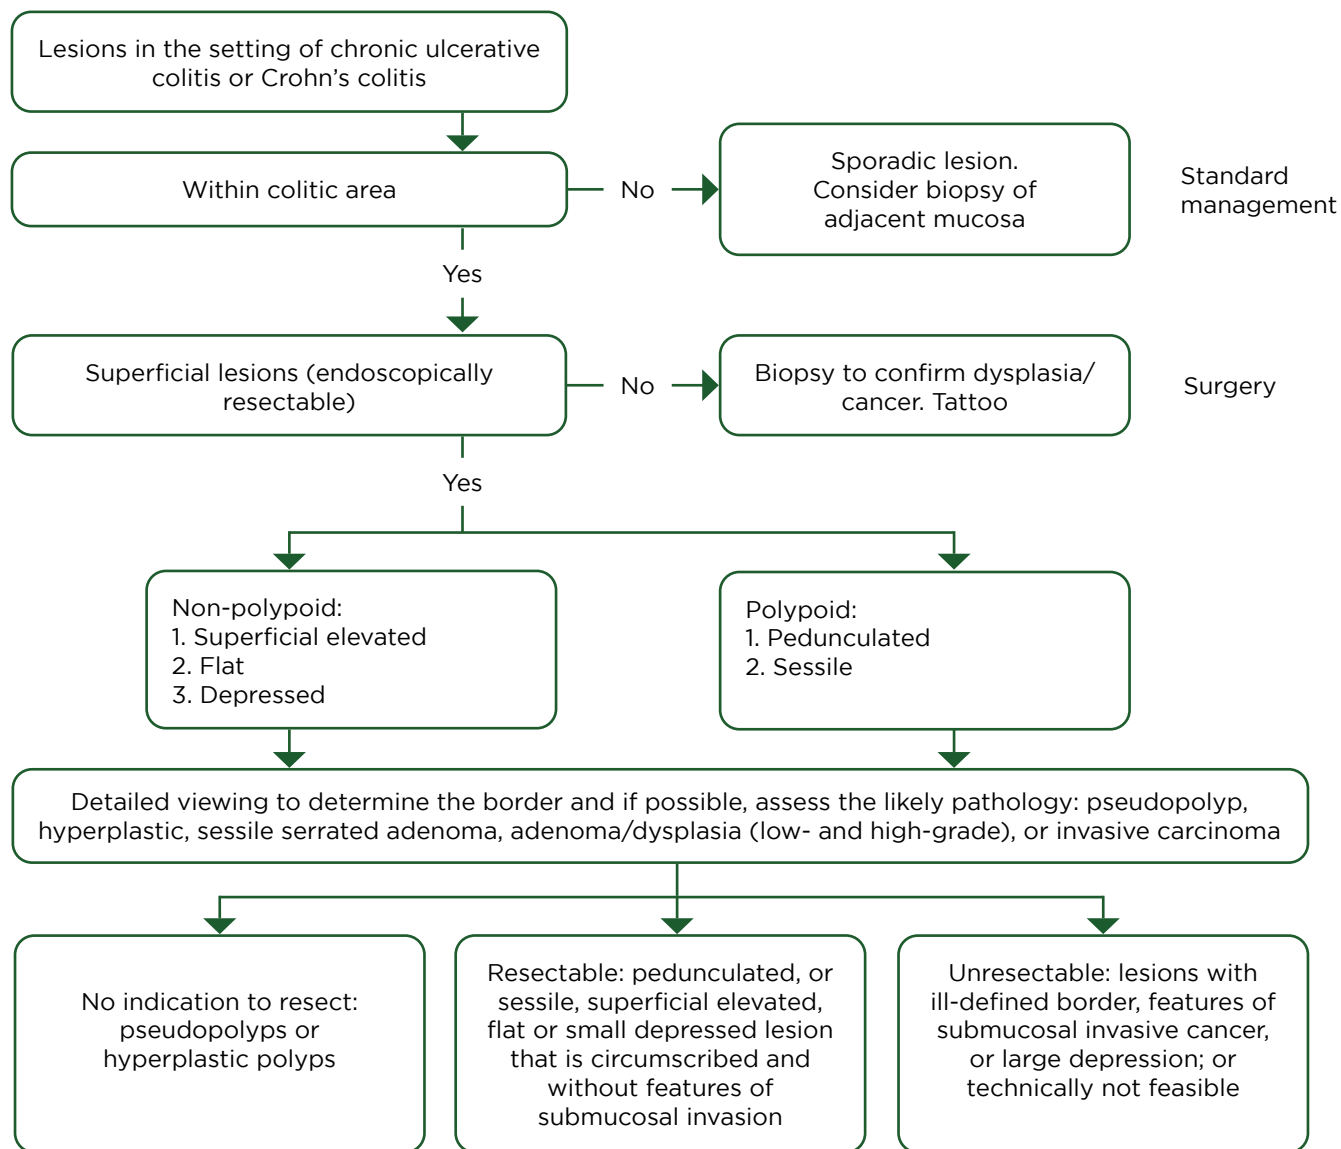 Lesions in the setting of chronic ulcerative
colitis or Crohn’s colitis
Within colitic area
No
Sporadic lesion.
Consider biopsy of
adjacent mucosa
Standard
management
Yes
Superficial lesions (endoscopically
resectable)
No
Biopsy to confirm dysplasia/
cancer. Tattoo
Surgery
Yes
Non-polypoid:
1. Superficial elevated
2. Flat
3. Depressed
Polypoid:
1. Pedunculated
2. Sessile
Detailed viewing to determine the border and if possible, assess the likely pathology: pseudopolyp,
hyperplastic, sessile serrated adenoma, adenoma/dysplasia (low- and high-grade), or invasive carcinoma
No indication to resect:
pseudopolyps or
hyperplastic polyps
Resectable: pedunculated, or
sessile, superficial elevated,
flat or small depressed lesion
that is circumscribed and
without features of
submucosal invasion
Unresectable: lesions with
ill-defined border, features of
submucosal invasive cancer,
or large depression; or
technically not feasible